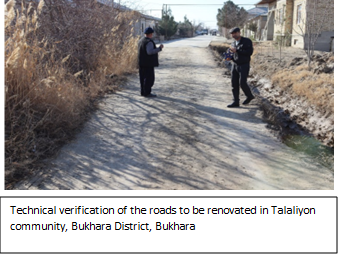 Technical verification of the roads to be renovated in Talaliyon
community, Bukhara District, Bukhara